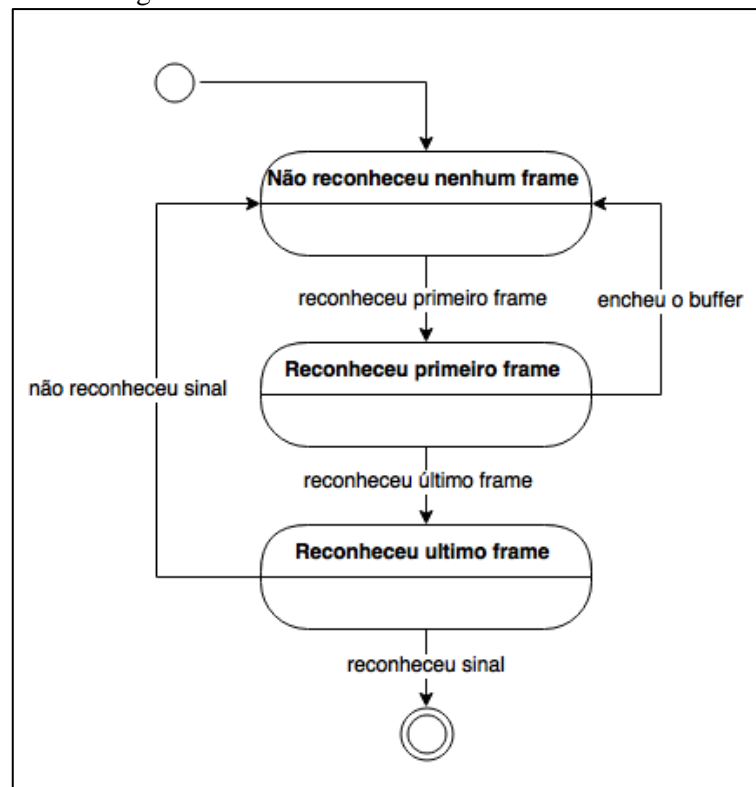 Não reconheceu nenhum frame
reconheceu primeiro frame
encheu o buffer
Reconheceu primeiro frame
não reconheceu sinal
reconheceu último frame
Reconheceu ultimo frame
reconheceu sinal